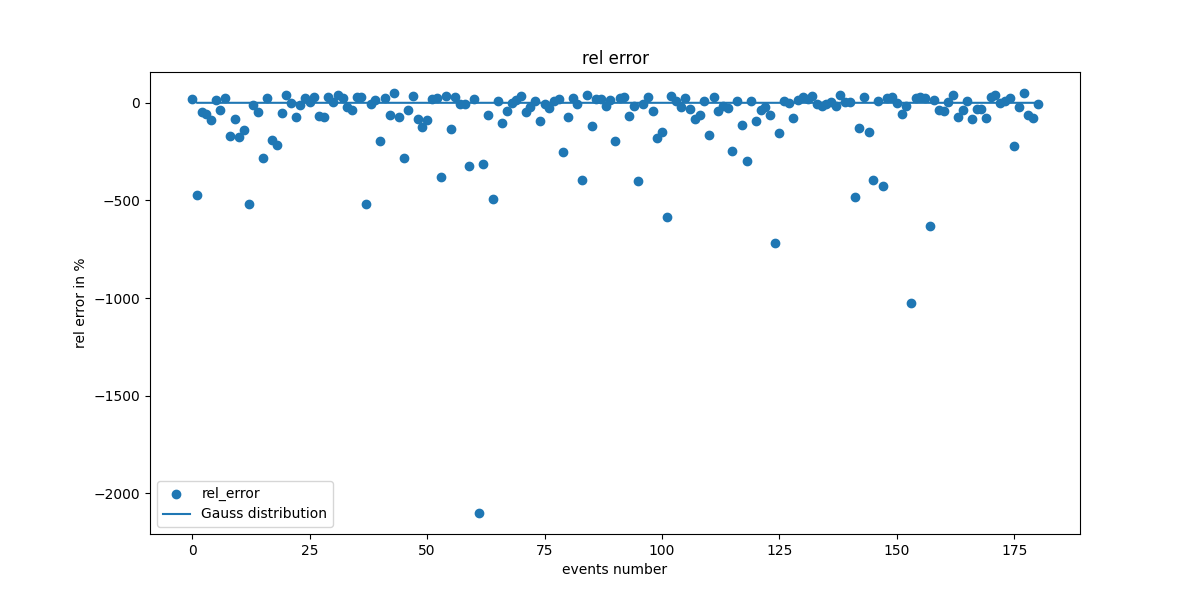 rel error
rel error in %
0
−500
−1000
−1500
−2000
rel_error
Gauss distribution
0 25 50 75 100 125 150 175
events number